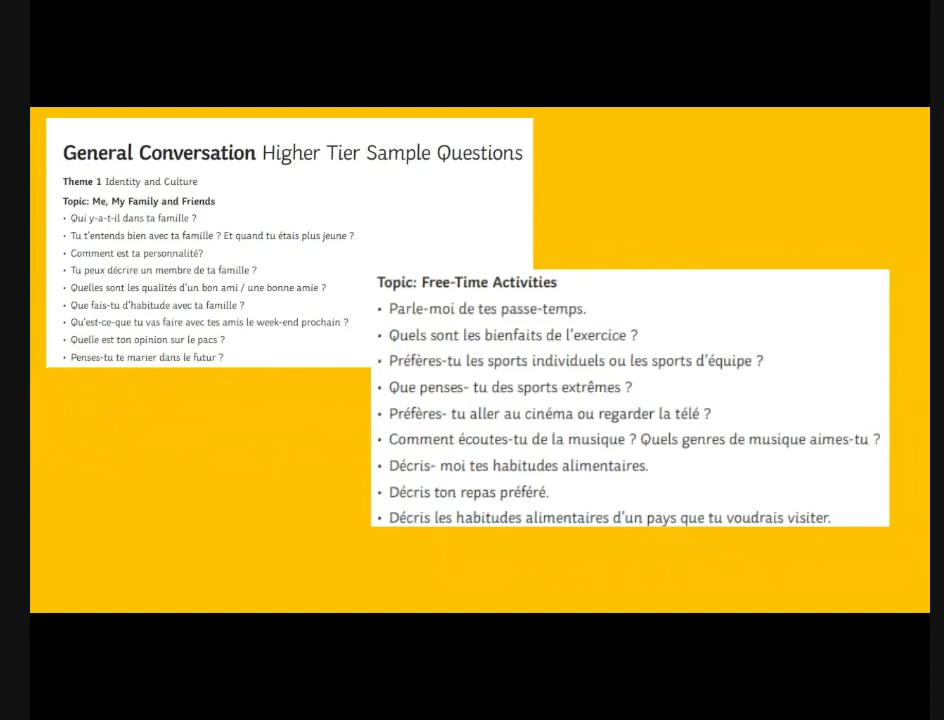 General Conversation Higher Tier Sample Questions
Theme 1 Identity and Culture
Topic: Me, My Family and Friends
• Qui y-a-t-il dans ta famille ?
• Tu t'entends bien avec ta famille ? Et quand tu étais plus jeune ?
• Comment est ta personnalité?
• Tu peux décrire un membre de ta famille ?
• Quelles sont les qualités d'un bon ami / une bonne amie ?
• Que fais-tu d'habitude avec ta famille ?
• Qu'est-ce-que tu vas faire avec tes amis le week-end prochain ?
• Quelle est ton opinion sur le pacs ?
• Penses-tu te marier dans le futur ?
Topic: Free-Time Activities
• Parle-moi de tes passe-temps.
• Quels sont les bienfaits de l'exercice ?
• Préfères-tu les sports individuels ou les sports d'équipe ?
• Que penses- tu des sports extrêmes ?
• Préfères- tu aller au cinéma ou regarder la télé ?
• Comment écoutes-tu de la musique ? Quels genres de musique aimes-tu ?
• Décris- moi tes habitudes alimentaires.
• Décris ton repas préféré.
• Décris les habitudes alimentaires d'un pays que tu voudrais visiter.